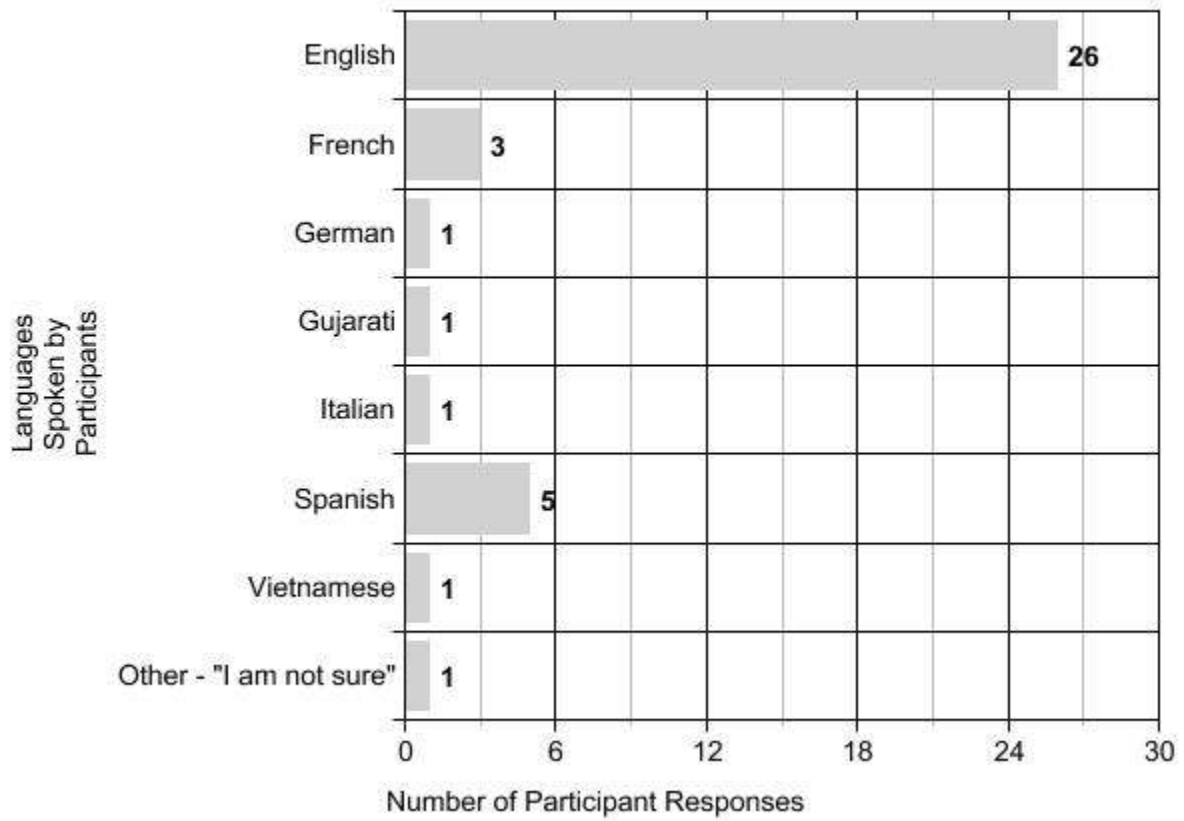 English 26
French 3
German 1
Gujarati 1
Italian 1
Spanish 5
Vietnamese 1
Other - "I am not sure" 1
Languages
Spoken by
Participants
0 6 12 18 24 30
Number of Participant Responses